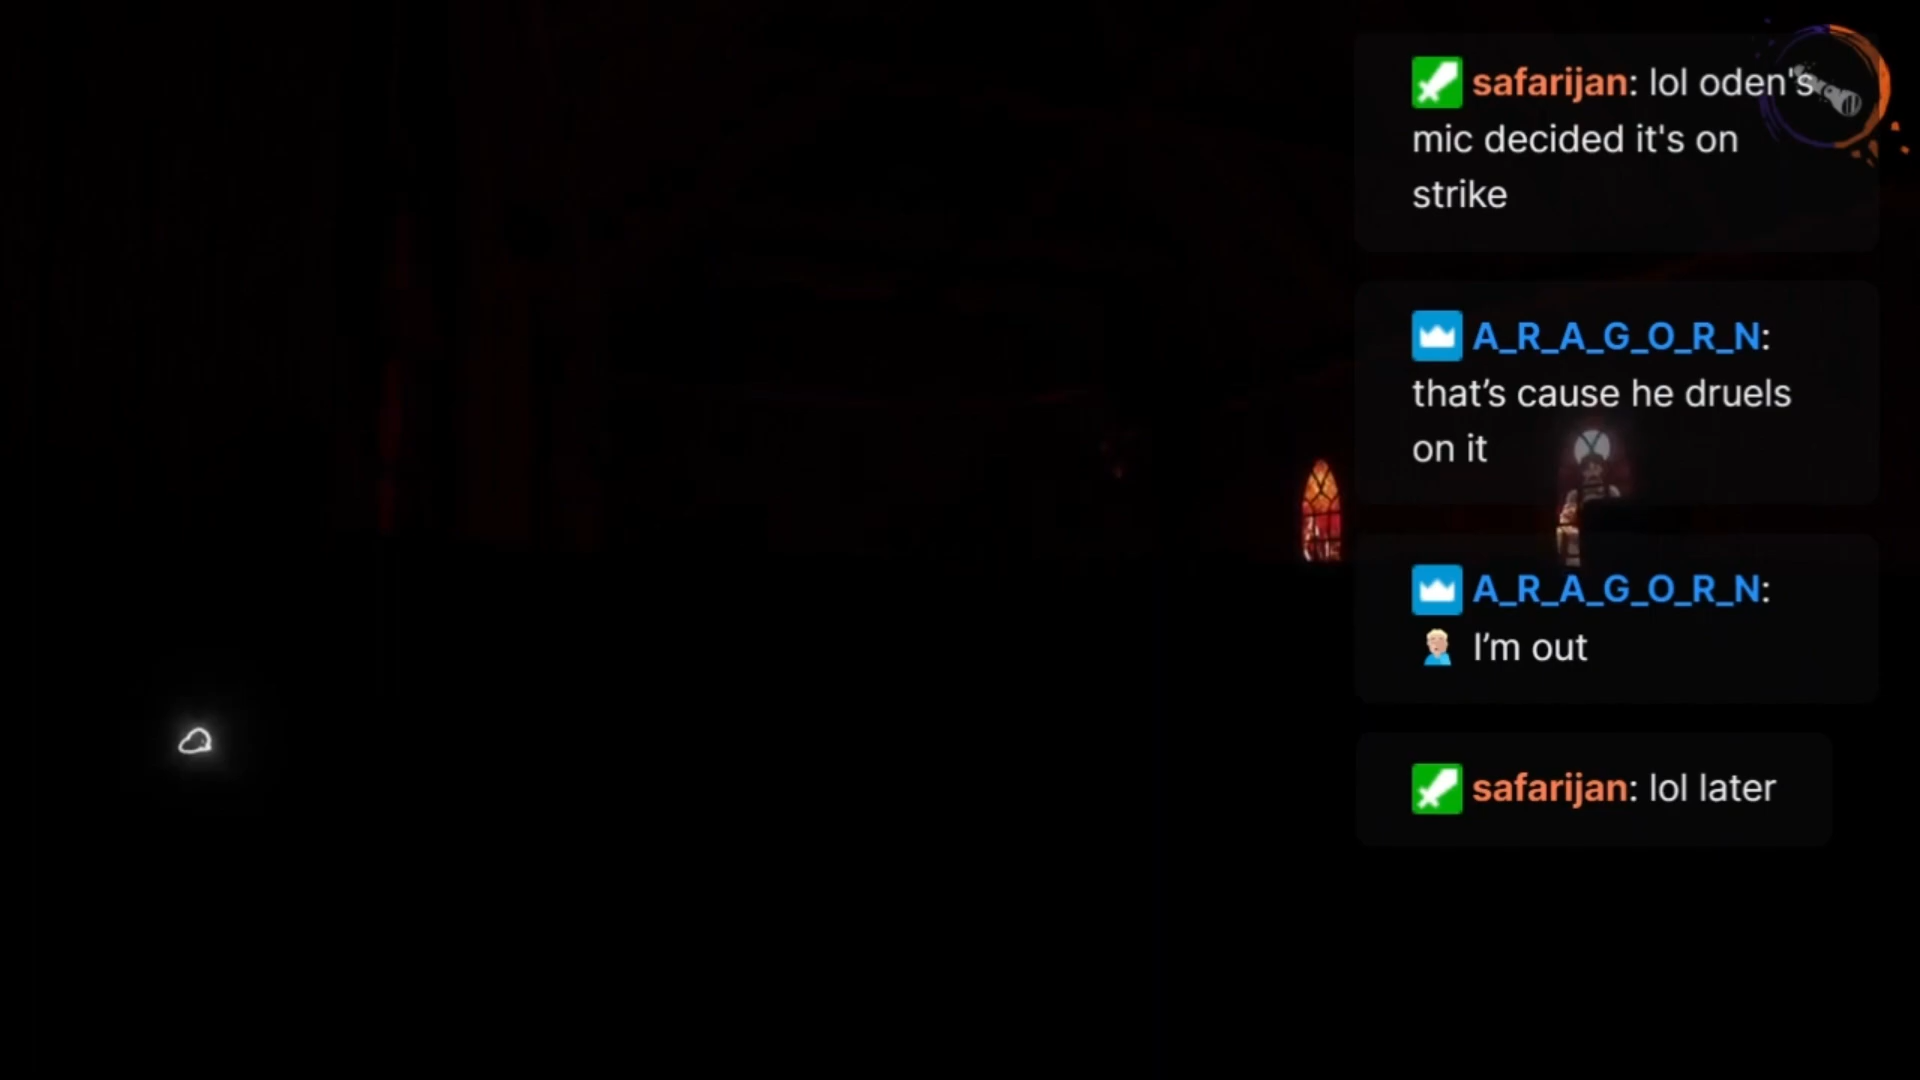 safarijan: lol oden's
mic decided it's on
strike
A_R_A_G_O_R_N:
that’s cause he druels
on it
A_R_A_G_O_R_N:
I’m out
safarijan: lol later